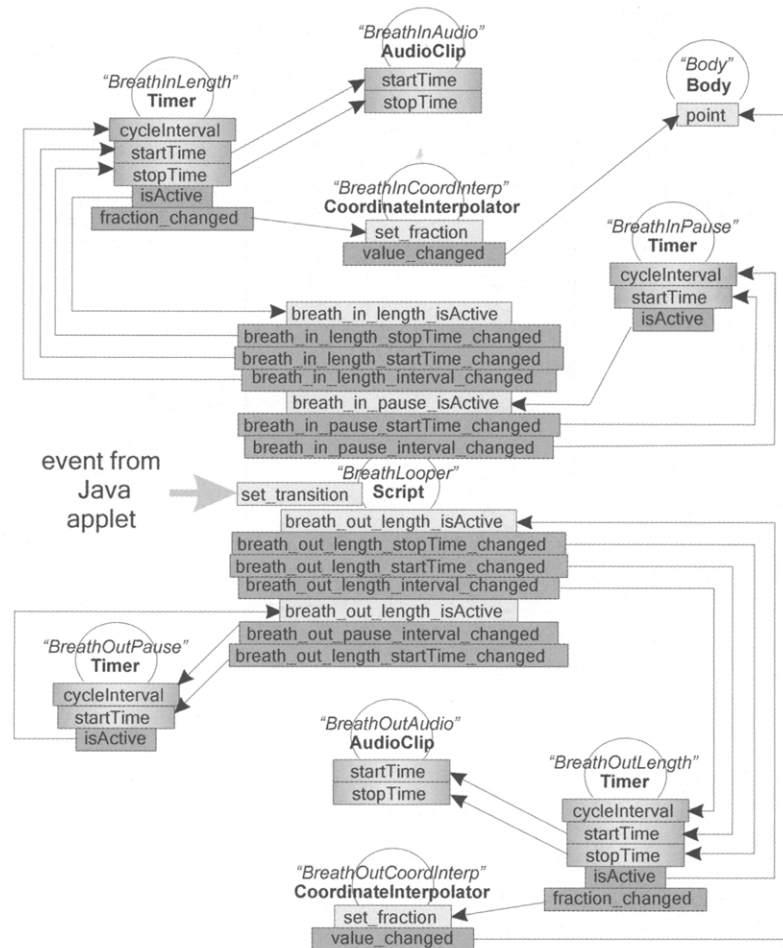 "BreathInAudio"
AudioClip
startTime
stopTime
"BreathInLength"
Timer
cycleInterval
startTime
stopTime
isActive
fraction_changed
"Body"
Body
point
"BreathInCoordInterp"
CoordinateInterpolator
set_fraction
value_changed
"BreathInPause"
Timer
cycleInterval
startTime
isActive
breath_in_length_isActive
breath_in_length_stopTime_changed
breath_in_length_startTime_changed
breath_in_length_interval_changed
breath_in_pause_isActive
breath_in_pause_startTime_changed
breath_in_pause_interval_changed
event from
Java
applet
"BreathLooper"
Script
set_transition
breath_out_length_isActive
breath_out_length_stopTime_changed
breath_out_length_startTime_changed
breath_out_length_interval_changed
breath_out_length_isActive
breath_out_pause_interval_changed
breath_out_length_startTime_changed
"BreathOutPause"
Timer
cycleInterval
startTime
isActive
"BreathOutAudio"
AudioClip
startTime
stopTime
"BreathOutLength"
Timer
cycleInterval
startTime
stopTime
isActive
fraction_changed
"BreathOutCoordInterp"
CoordinateInterpolator
set_fraction
value_changed